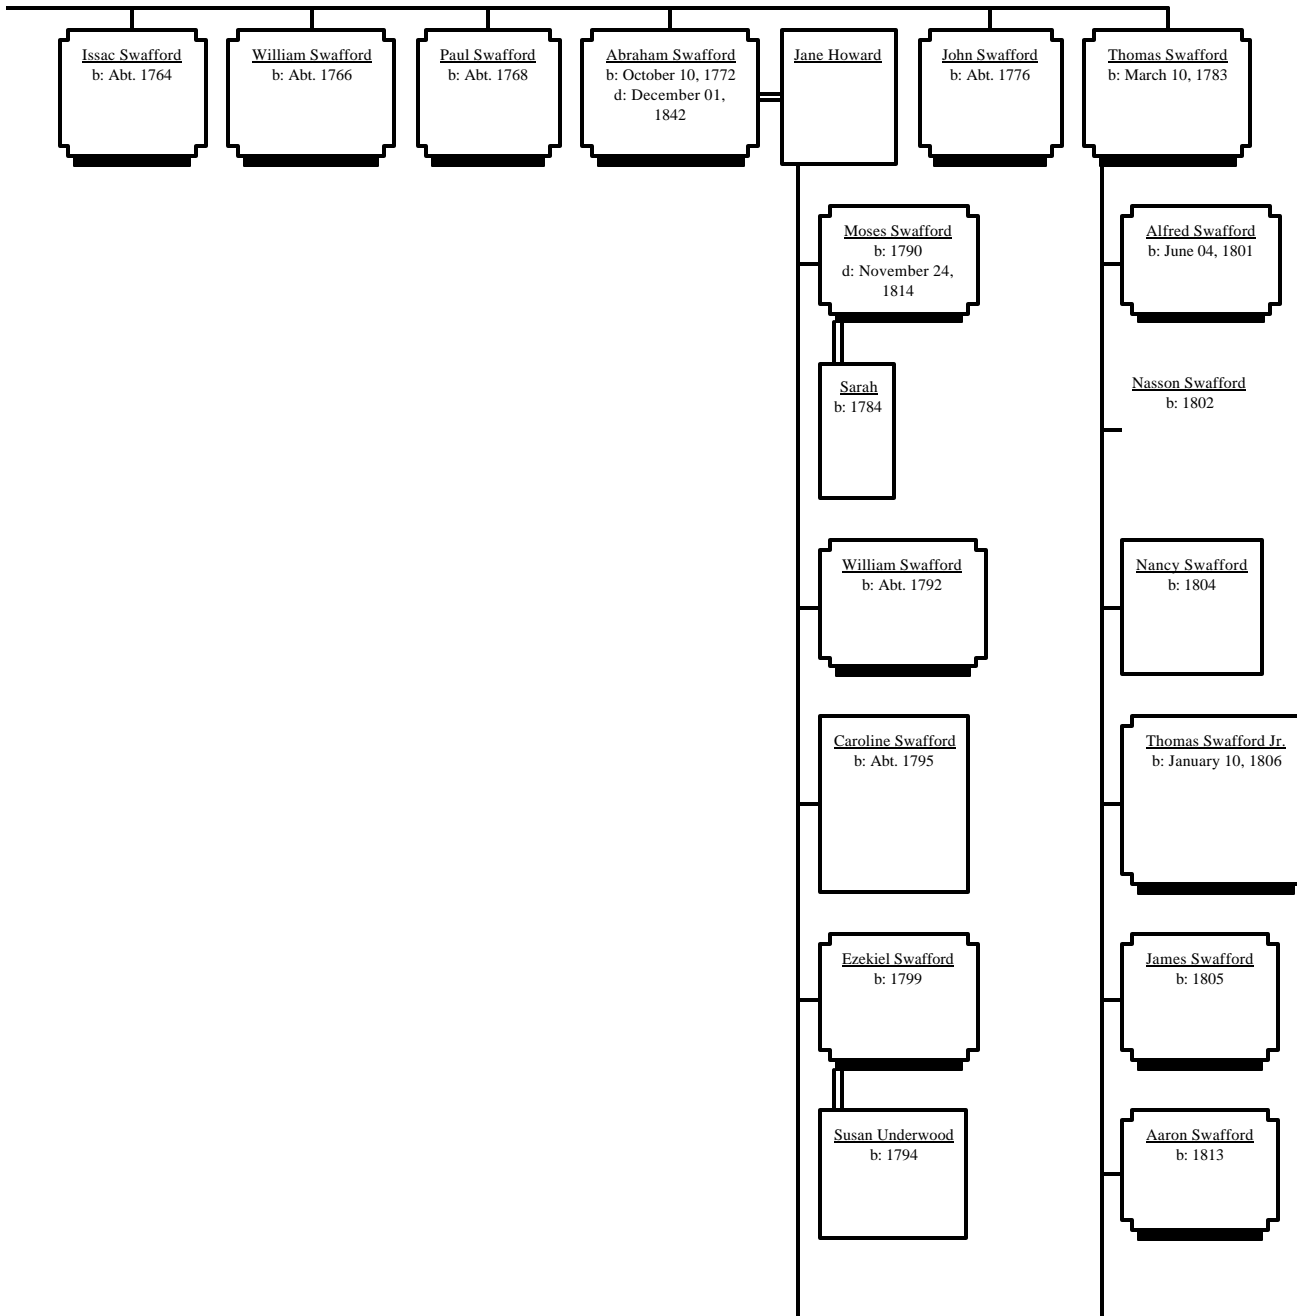 Issac Swafford
b: Abt. 1764
William Swafford
b: Abt. 1766
Paul Swafford
b: Abt. 1768
Abraham Swafford
b: October 10, 1772
d: December 01,
1842
Jane Howard
John Swafford
b: Abt. 1776
Thomas Swafford
b: March 10, 1783
Moses Swafford
b: 1790
d: November 24,
1814
Sarah
b: 1784
William Swafford
b: Abt. 1792
Caroline Swafford
b: Abt. 1795
Ezekiel Swafford
b: 1799
Susan Underwood
b: 1794
Alfred Swafford
b: June 04, 1801
Nasson Swafford
b: 1802
Nancy Swafford
b: 1804
Thomas Swafford Jr.
b: January 10, 1806
James Swafford
b: 1805
Aaron Swafford
b: 1813